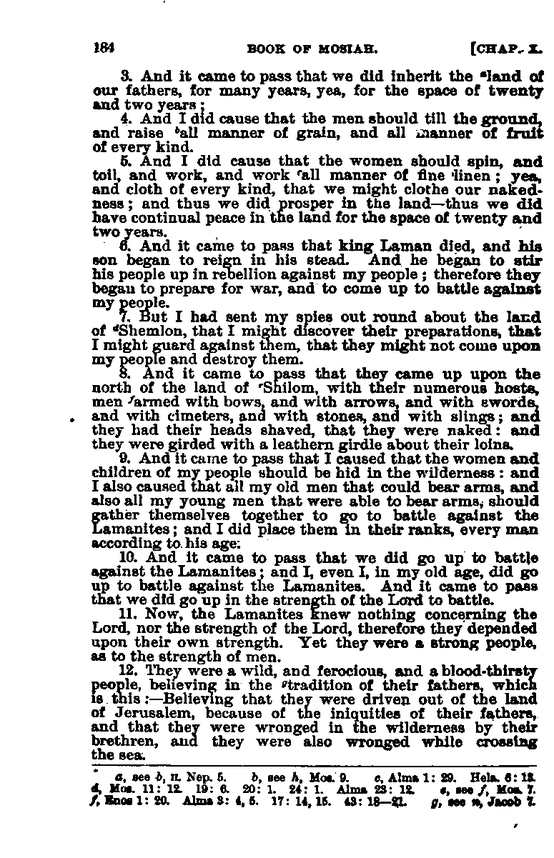 184 BOOK OF MOSIAH. [CHAP. X.
3. And it came to pass that we did inherit the ᵃland of
our fathers, for many years, yea, for the space of twenty
and two years;
4. And I did cause that the men should till the ground,
and raise ᵇall manner of grain, and all manner of fruit
of every kind.
5. And I did cause that the women should spin, and
toil, and work, and work ᶜall manner of fine linen; yea,
and cloth of every kind, that we might clothe our naked-
ness; and thus we did prosper in the land—thus we did
have continual peace in the land for the space of twenty and
two years.
6. And it came to pass that king Laman died, and his
son began to reign in his stead. And he began to stir
his people up in rebellion against my people; therefore they
began to prepare for war, and to come up to battle against
my people.
7. But I had sent my spies out round about the land
of ᵈShemlon, that I might discover their preparations, that
I might guard against them, that they might not come upon
my people and destroy them.
8. And it came to pass that they came up upon the
north of the land of ᵉShilom, with their numerous hosts,
men ᶠarmed with bows, and with arrows, and with swords,
and with cimeters, and with stones, and with slings; and
they had their heads shaved, that they were naked: and
they were girded with a leathern girdle about their loins.
9. And it came to pass that I caused that the women and
children of my people should be hid in the wilderness: and
I also caused that all my old men that could bear arms, and
also all my young men that were able to bear arms, should
gather themselves together to go to battle against the
Lamanites; and I did place them in their ranks, every man
according to his age.
10. And it came to pass that we did go up to battle
against the Lamanites; and I, even I, in my old age, did go
up to battle against the Lamanites. And it came to pass
that we did go up in the strength of the Lord to battle.
11. Now, the Lamanites knew nothing concerning the
Lord, nor the strength of the Lord, therefore they depended
upon their own strength. Yet they were a strong people,
as to the strength of men.
12. They were a wild, and ferocious, and a blood-thirsty
people, believing in the ᵍtradition of their fathers, which
is this:—Believing that they were driven out of the land
of Jerusalem, because of the iniquities of their fathers,
and that they were wronged in the wilderness by their
brethren, and they were also wronged while crossing
the sea.
a, see b, II. Nep. 5. b, see h, Mos. 9. c, Alma 1: 29. Hela. 6: 13.
d, Mos. 11: 12. 19: 6. 20: 1. 24: 1. Alma 23: 12. e, see f, Mos. 7.
f, Enos 1: 20. Alma 3: 4, 5. 17: 14, 15. 43: 18—21. g, see n, Jacob 7.